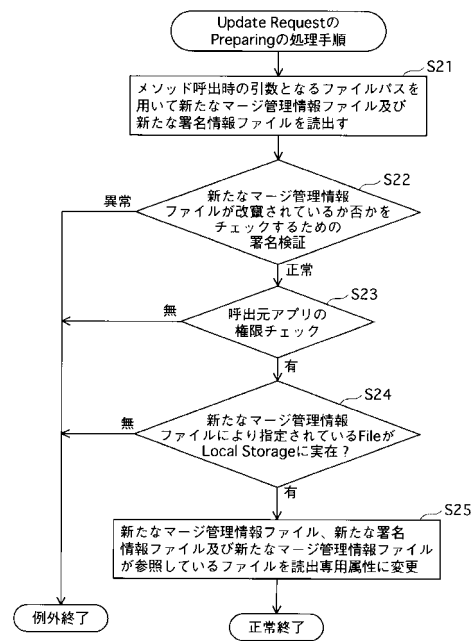 Update Requestの
Preparingの処理手順
S21
メソッド呼出時の引数となるファイルパスを
用いて新たなマージ管理情報ファイル及び
新たな署名情報ファイルを読出す
S22
新たなマージ管理情報
ファイルが改竄されているか否かを
チェックするための
署名検証
異常
正常
S23
呼出元アプリの
権限チェック
無
有
S24
新たなマージ管理情報
ファイルにより指定されているFileが
Local Storageに実在？
無
有
S25
新たなマージ管理情報ファイル、新たな署名
情報ファイル及び新たなマージ管理情報ファイル
が参照しているファイルを読出専用属性に変更
例外終了
正常終了